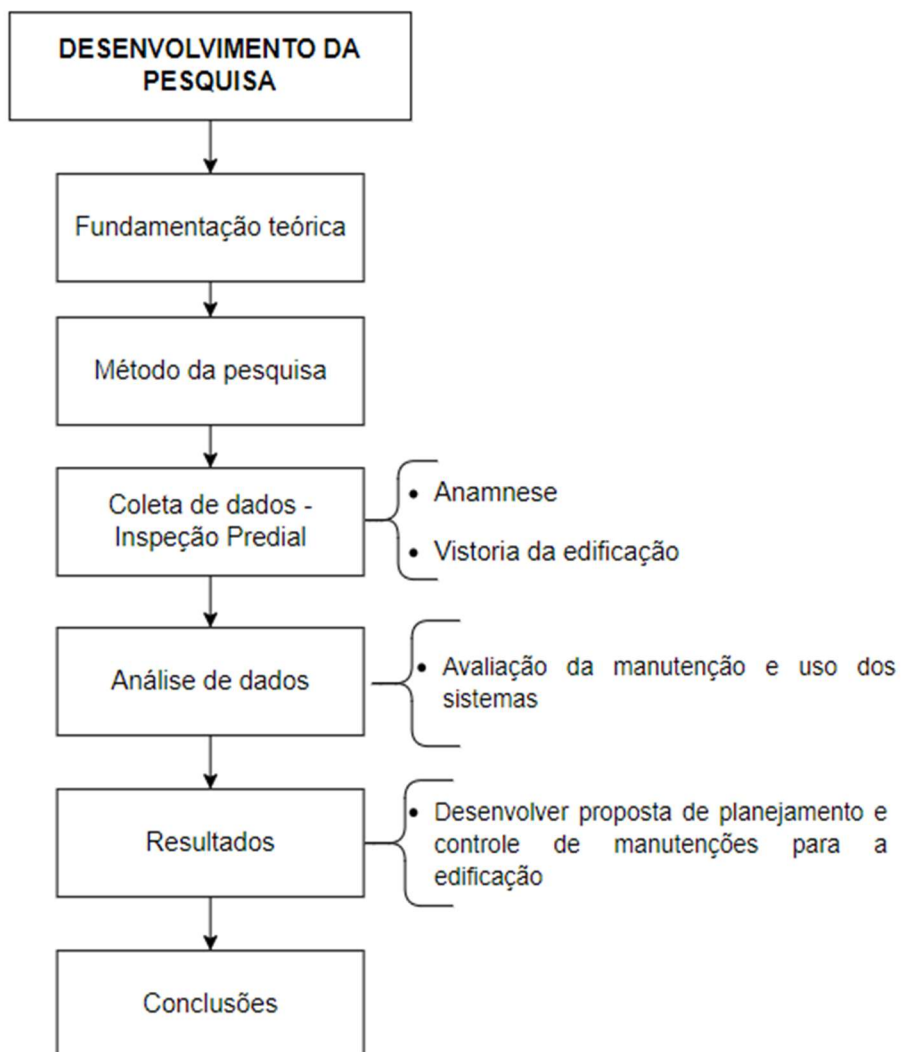 DESENVOLVIMENTO DA
PESQUISA
Fundamentação teórica
Método da pesquisa
Coleta de dados -
Inspeção Predial
• Anamnese
• Vistoria da edificação
Análise de dados
• Avaliação da manutenção e uso dos
sistemas
Resultados
• Desenvolver proposta de planejamento e
controle de manutenções para a
edificação
Conclusões